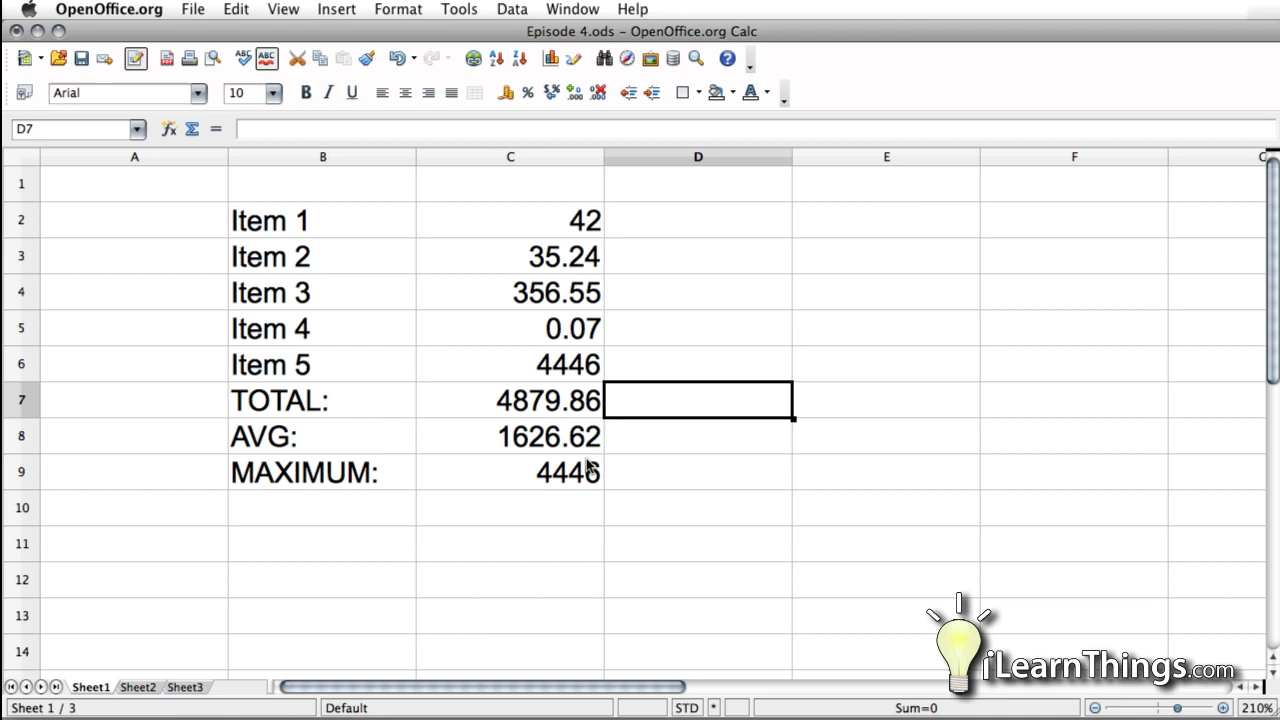 OpenOffice.org File Edit View Insert Format Tools Data Window Help
Episode 4.ods - OpenOffice.org Calc
Arial 10
D7
A B C D E F
1
2 Item 1 42
3 Item 2 35.24
4 Item 3 356.55
5 Item 4 0.07
6 Item 5 4446
7 TOTAL: 4879.86
8 AVG: 1626.62
9 MAXIMUM: 4446
10
11
12
13
14
iLearnThings.com
Sheet1 Sheet2 Sheet3
Sheet 1 / 3 Default STD * Sum=0 210%